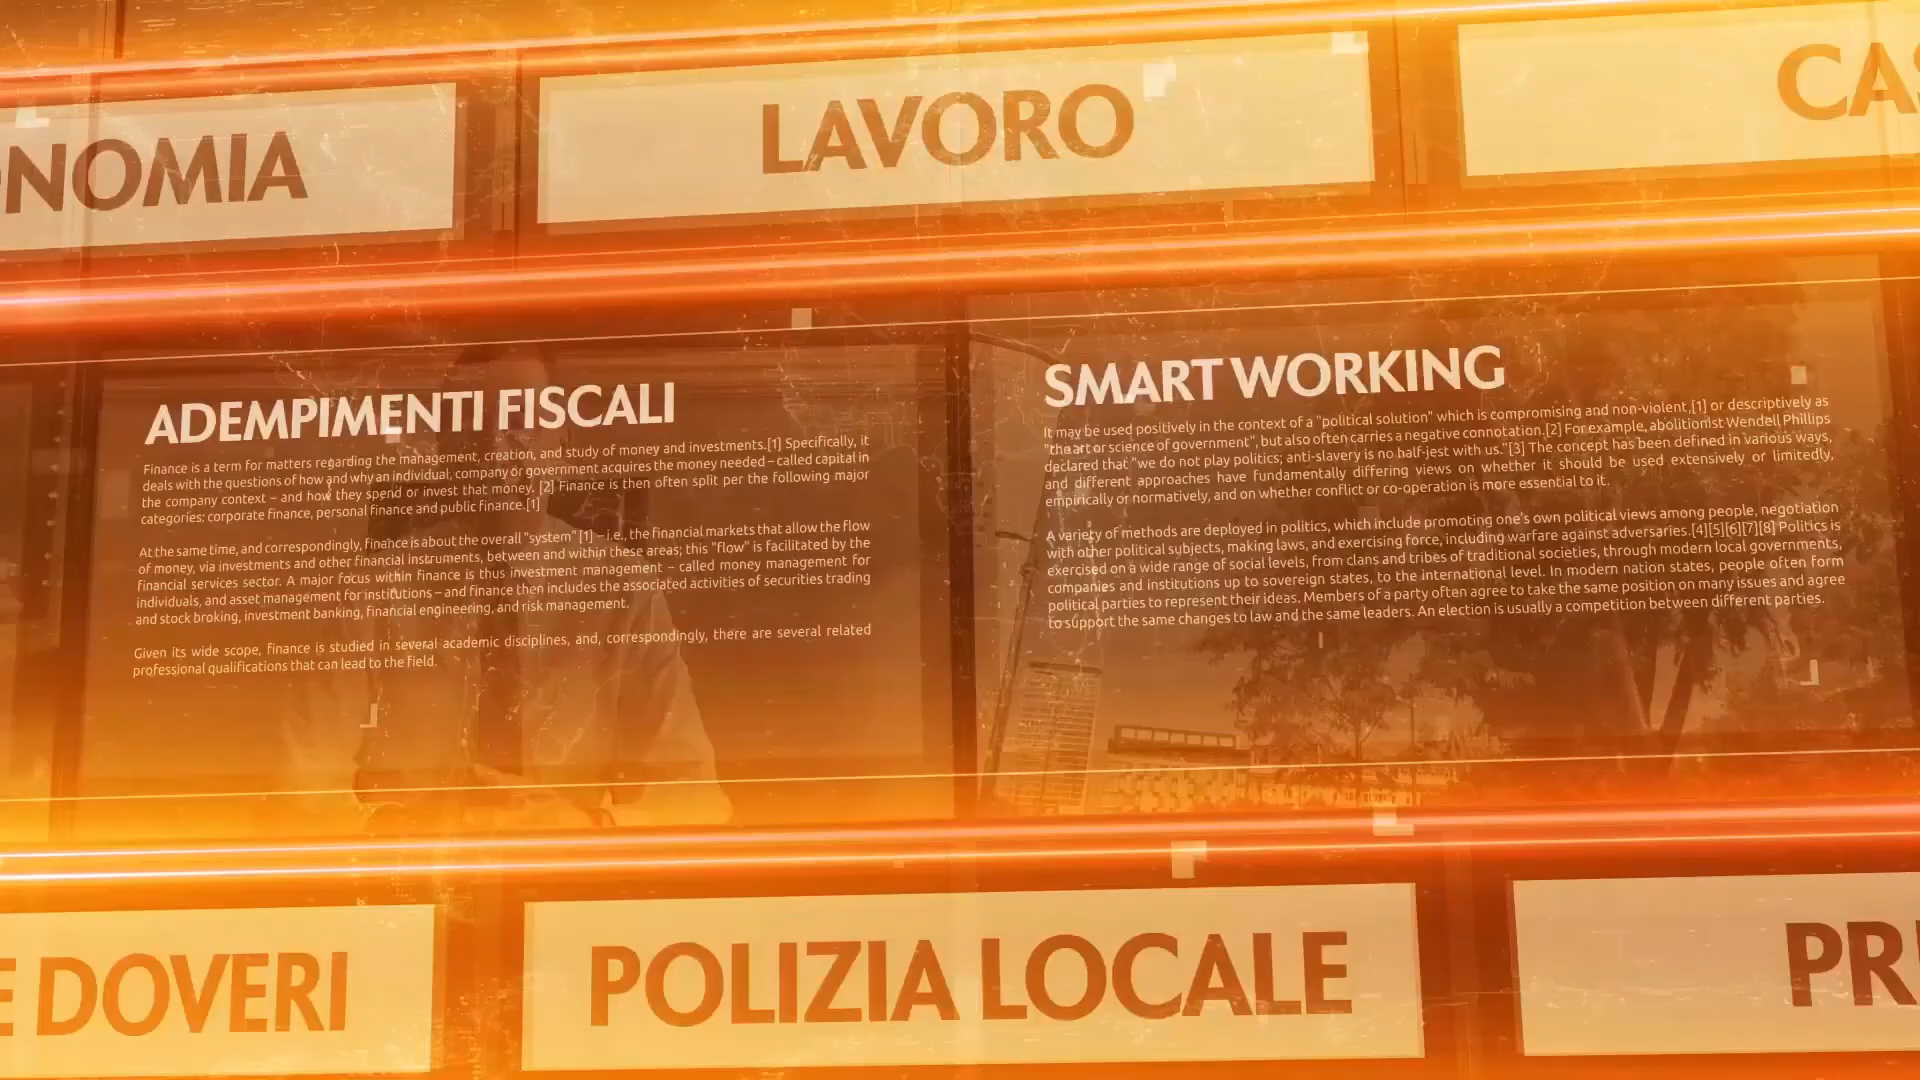 NOMIA
LAVORO
CAS
ADEMPIMENTI FISCALI
Finance is a term for matters regarding the management, creation, and study of money and investments.[1] Specifically, it
deals with the questions of how and why an individual, company or government acquires the money needed – called capital in
the company context – and how they spend or invest that money. [2] Finance is then often split per the following major
categories: corporate finance, personal finance and public finance.[1]
At the same time, and correspondingly, finance is about the overall "system" [1] – i.e., the financial markets that allow the flow
of money, via investments and other financial instruments, between and within these areas; this "flow" is facilitated by the
financial services sector. A major focus within finance is thus investment management – called money management for
individuals, and asset management for institutions – and finance then includes the associated activities of securities trading
and stock broking, investment banking, financial engineering, and risk management.
Given its wide scope, finance is studied in several academic disciplines, and, correspondingly, there are several related
professional qualifications that can lead to the field.
SMART WORKING
It may be used positively in the context of a "political solution" which is compromising and non-violent,[1] or descriptively as
"the art or science of government", but also often carries a negative connotation.[2] For example, abolitionist Wendell Phillips
declared that "we do not play politics; anti-slavery is no half-jest with us."[3] The concept has been defined in various ways,
and different approaches have fundamentally differing views on whether it should be used extensively or limitedly,
empirically or normatively, and on whether conflict or co-operation is more essential to it.
A variety of methods are deployed in politics, which include promoting one's own political views among people, negotiation
with other political subjects, making laws, and exercising force, including warfare against adversaries.[4][5][6][7][8] Politics is
exercised on a wide range of social levels, from clans and tribes of traditional societies, through modern local governments,
companies and institutions up to sovereign states, to the international level. In modern nation states, people often form
political parties to represent their ideas. Members of a party often agree to take the same position on many issues and agree
to support the same changes to law and the same leaders. An election is usually a competition between different parties.
E DOVERI
POLIZIA LOCALE
PRI